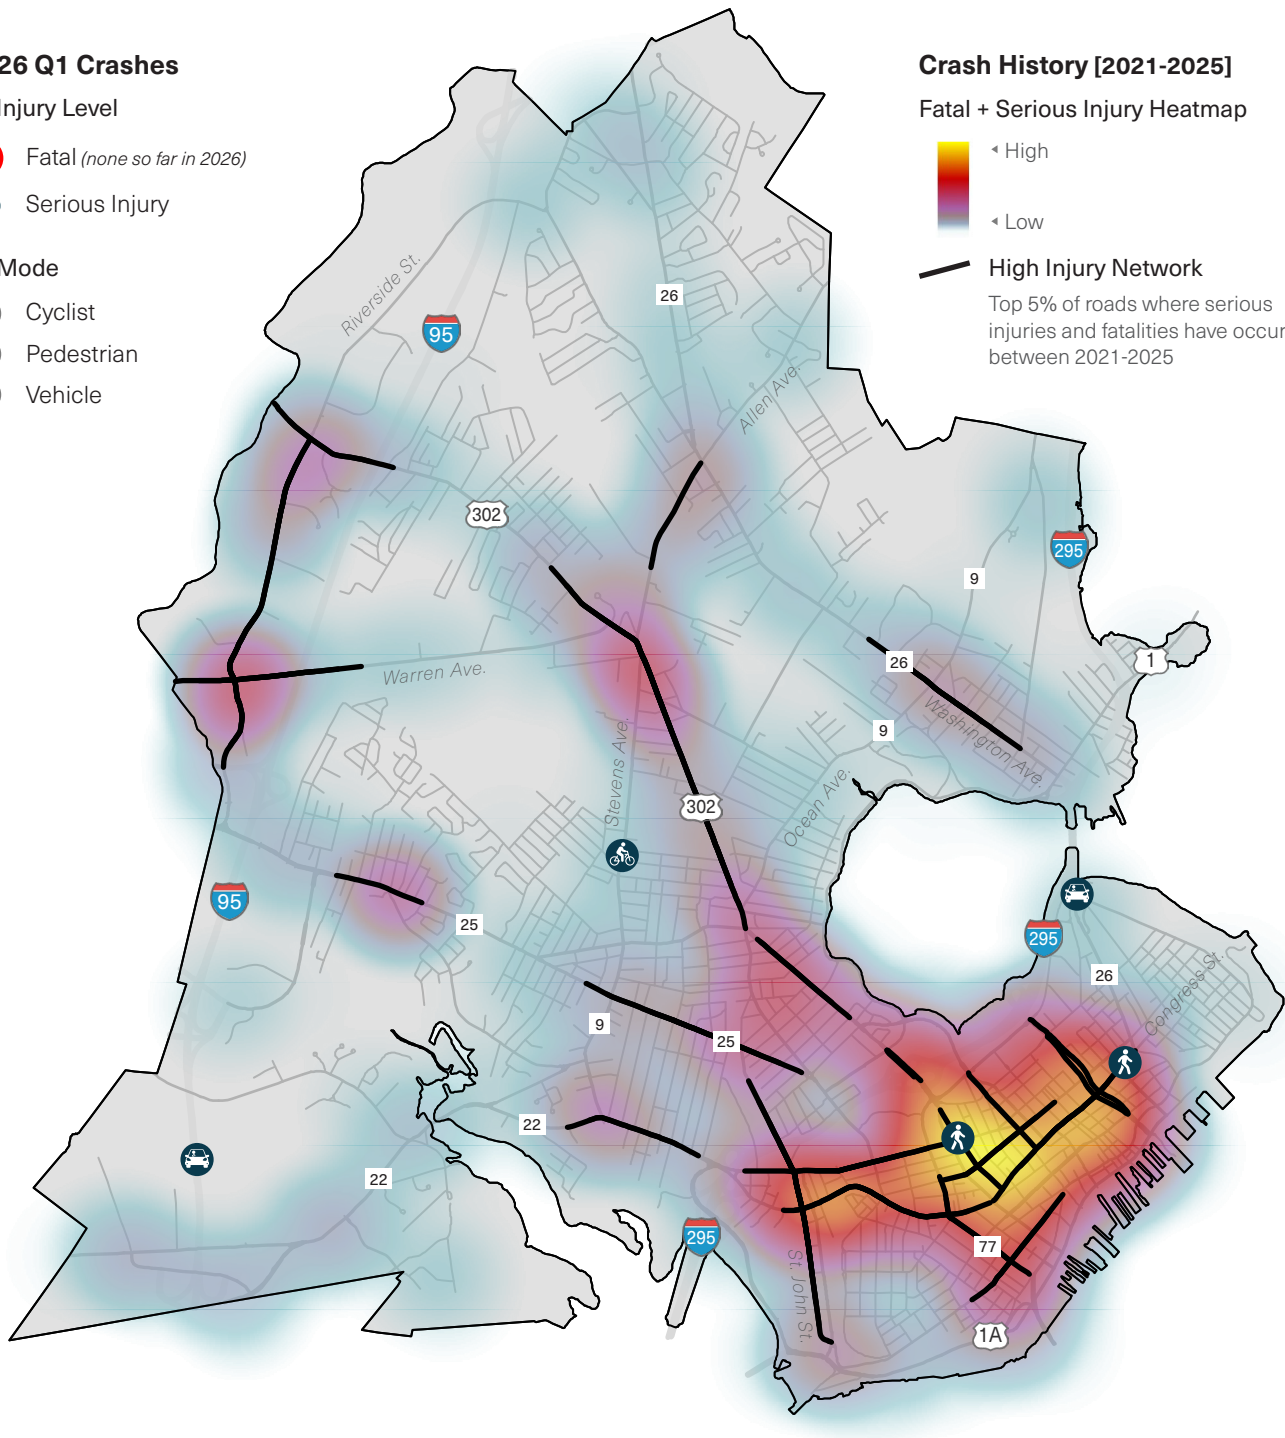 26 Q1 Crashes
Injury Level
Fatal (none so far in 2026)
Serious Injury
Mode
Cyclist
Pedestrian
Vehicle
Crash History [2021-2025]
Fatal + Serious Injury Heatmap
High
Low
High Injury Network
Top 5% of roads where serious
injuries and fatalities have occur
between 2021-2025
Riverside St.
95
26
Allen Ave.
302
295
9
1
26
Warren Ave.
Washington Ave.
9
Stevens Ave.
302
Ocean Ave.
95
25
295
26
Congress St.
9
25
22
22
295
77
St. John St.
1A